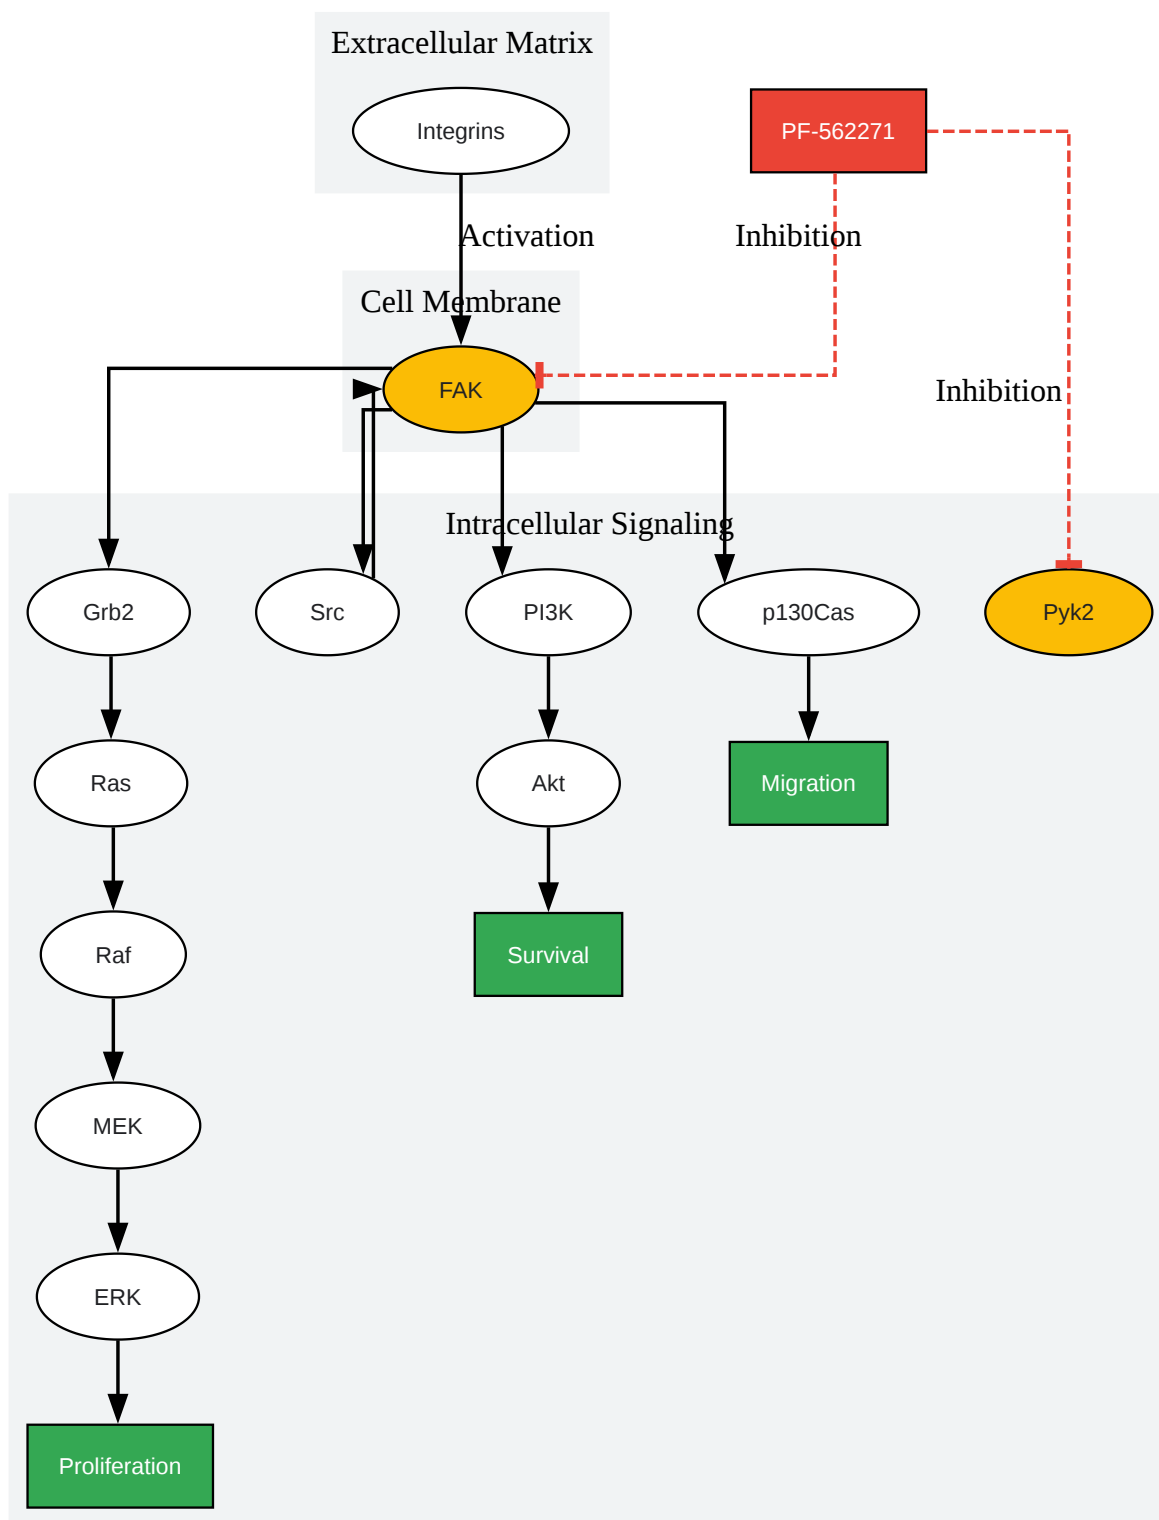 Extracellular Matrix
Integrins
PF-562271
Activation
Inhibition
Cell Membrane
FAK
Inhibition
Intracellular Signaling
Grb2
Src
PI3K
p130Cas
Pyk2
Ras
Akt
Migration
Raf
Survival
MEK
ERK
Proliferation